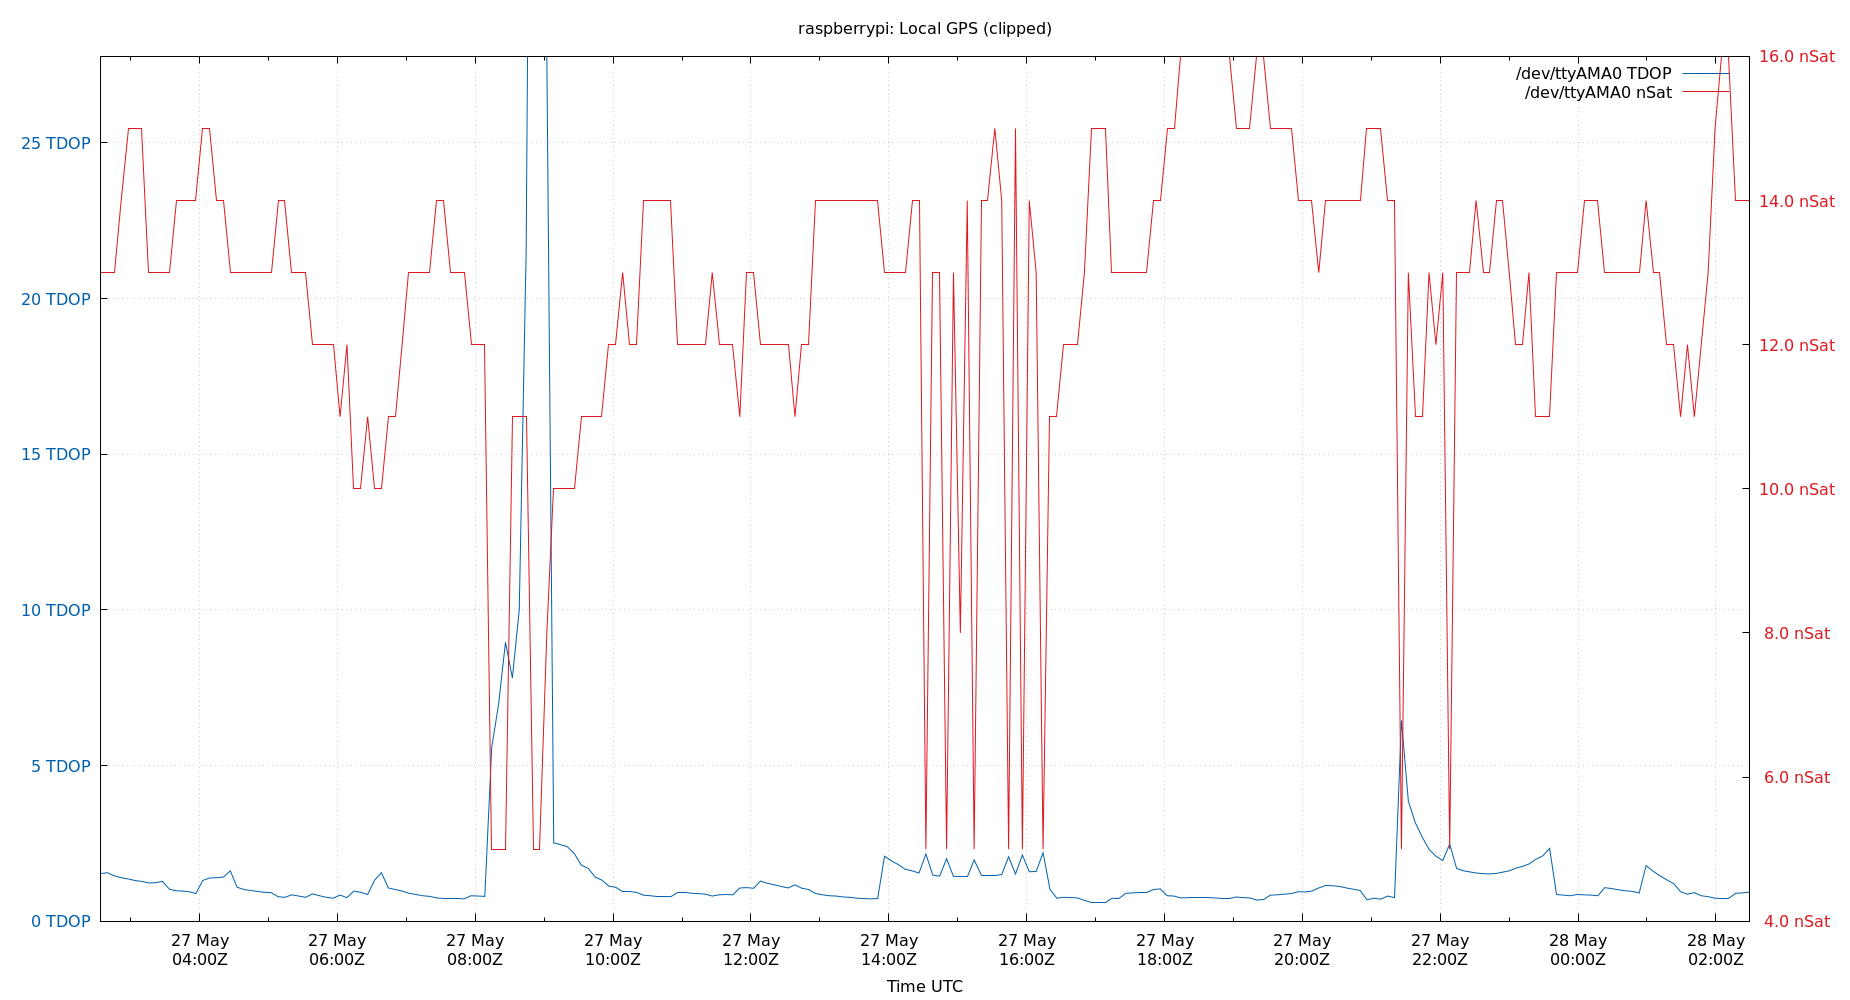 raspberrypi: Local GPS (clipped)
/dev/ttyAMA0 TDOP
/dev/ttyAMA0 nSat
25 TDOP
20 TDOP
15 TDOP
10 TDOP
5 TDOP
0 TDOP
16.0 nSat
14.0 nSat
12.0 nSat
10.0 nSat
8.0 nSat
6.0 nSat
4.0 nSat
27 May
04:00Z
27 May
06:00Z
27 May
08:00Z
27 May
10:00Z
27 May
12:00Z
27 May
14:00Z
27 May
16:00Z
27 May
18:00Z
27 May
20:00Z
27 May
22:00Z
28 May
00:00Z
28 May
02:00Z
Time UTC